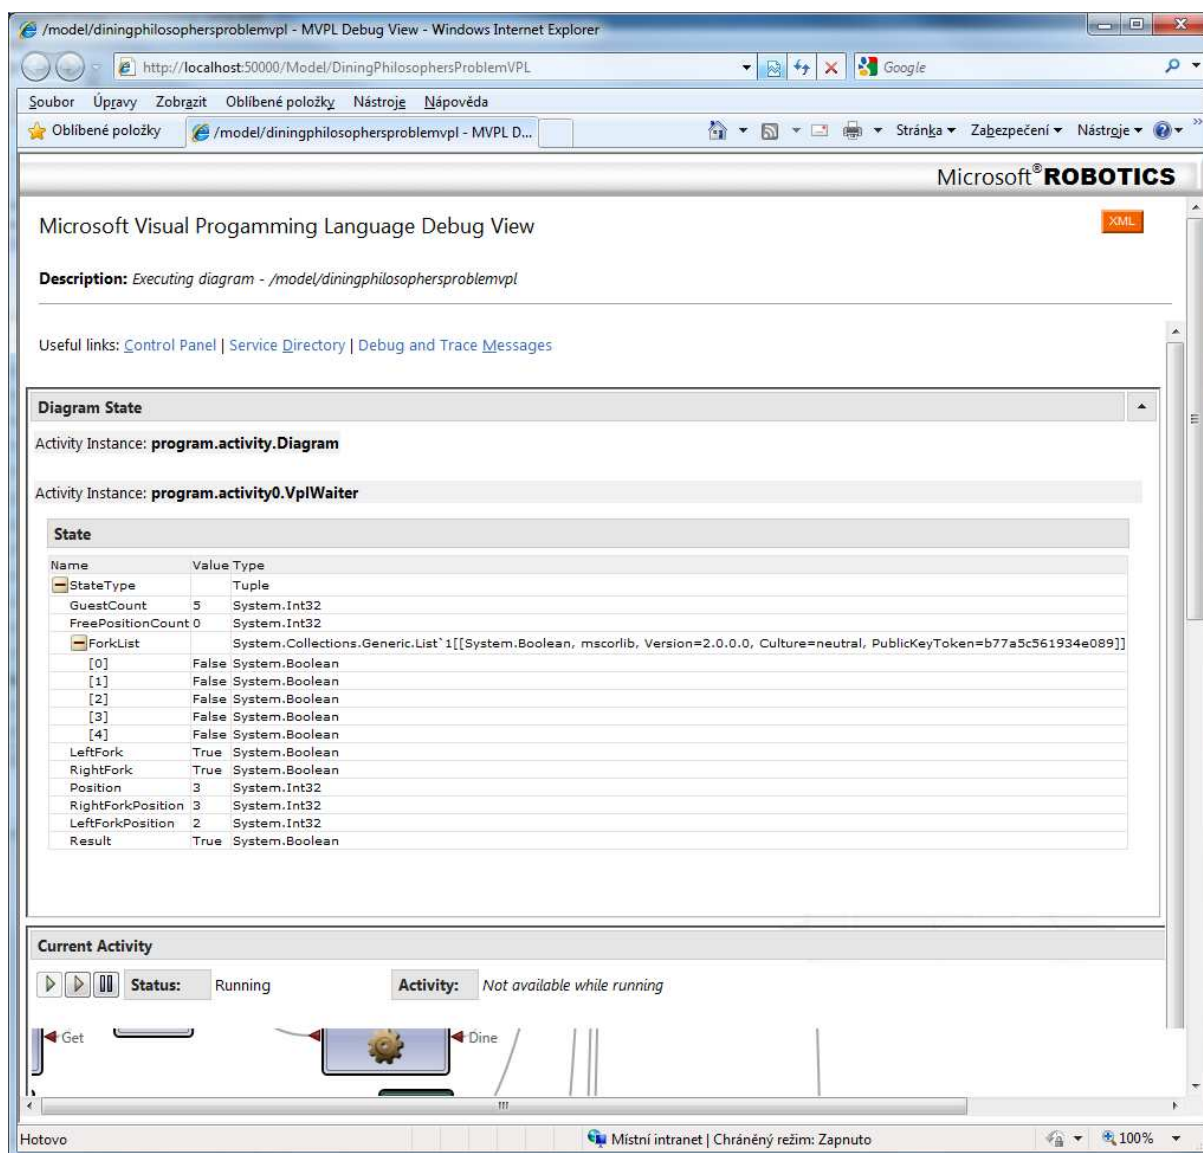 /model/diningphilosophersproblemvpl - MVPL Debug View - Windows Internet Explorer
http://localhost:50000/Model/DiningPhilosophersProblemVPL Google
Soubor Úpravy Zobrazit Oblíbené položky Nástroje Nápověda
Oblíbené položky /model/diningphilosophersproblemvpl - MVPL D... Stránka Zabezpečení Nástroje
Microsoft® ROBOTICS
Microsoft Visual Progamming Language Debug View XML
Description: Executing diagram - /model/diningphilosophersproblemvpl
Useful links: Control Panel | Service Directory | Debug and Trace Messages
Diagram State
Activity Instance: program.activity.Diagram
Activity Instance: program.activity0.VplWaiter
State
Name Value Type
StateType Tuple
GuestCount 5 System.Int32
FreePositionCount 0 System.Int32
ForkList System.Collections.Generic.List`1[[System.Boolean, mscorlib, Version=2.0.0.0, Culture=neutral, PublicKeyToken=b77a5c561934e089]]
[0] False System.Boolean
[1] False System.Boolean
[2] False System.Boolean
[3] False System.Boolean
[4] False System.Boolean
LeftFork True System.Boolean
RightFork True System.Boolean
Position 3 System.Int32
RightForkPosition 3 System.Int32
LeftForkPosition 2 System.Int32
Result True System.Boolean
Current Activity
Status: Running Activity: Not available while running
Get Dine
Hotovo Místní intranet | Chráněný režim: Zapnuto 100%